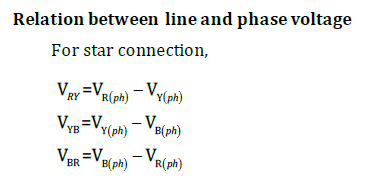 Relation between line and phase voltage
For star connection,
V_RY = V_R(ph) − V_Y(ph)
V_YB = V_Y(ph) − V_B(ph)
V_BR = V_B(ph) − V_R(ph)